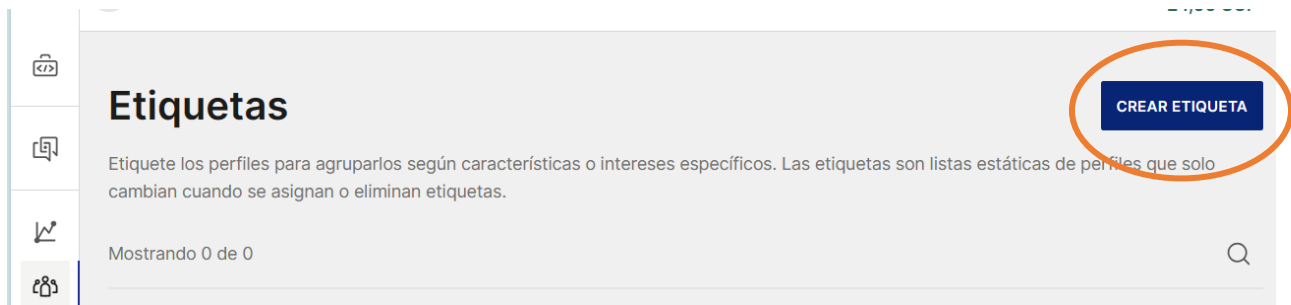 Etiquetas
CREAR ETIQUETA
Etiquete los perfiles para agruparlos según características o intereses específicos. Las etiquetas son listas estáticas de perfiles que solo
cambian cuando se asignan o eliminan etiquetas.
Mostrando 0 de 0